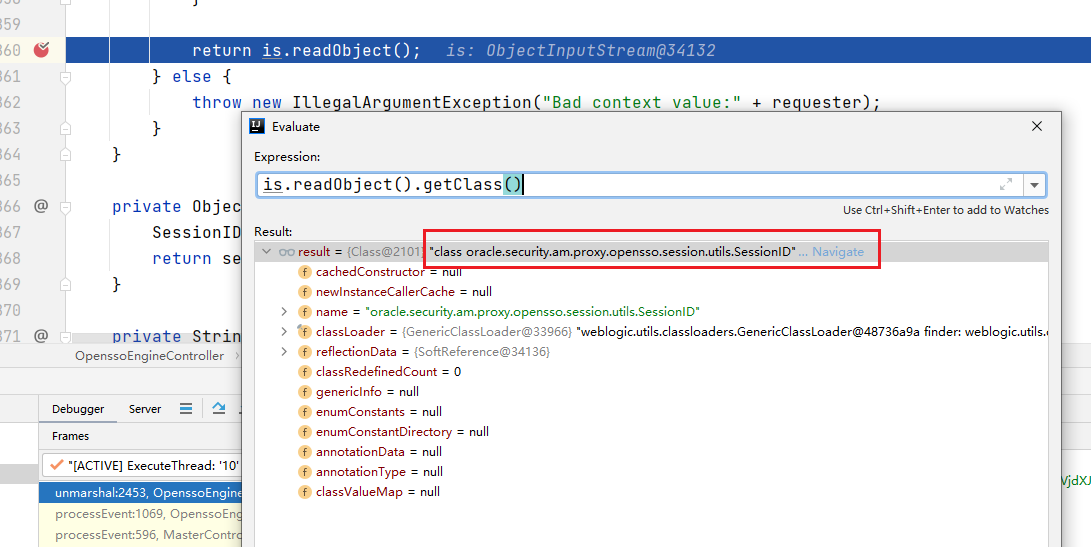 358 }
359
360 return is.readObject(); is: ObjectInputStream@34132
361 } else {
362 throw new IllegalArgumentException("Bad context value:" + requester);
363 }
364 }
365
366 @ private Objec
SessionID
368 return se
369 }
370
371 @ private Strin
OpenssoEngineController
Evaluate
Expression:
is.readObject().getClass()
Use Ctrl+Shift+Enter to add to Watches
Result:
result = {Class@2101} "class oracle.security.am.proxy.opensso.session.utils.SessionID" ... Navigate
cachedConstructor = null
newInstanceCallerCache = null
name = "oracle.security.am.proxy.opensso.session.utils.SessionID"
classLoader = {GenericClassLoader@33966} "weblogic.utils.classloaders.GenericClassLoader@48736a9a finder: weblogic.utils.c
reflectionData = {SoftReference@34136}
classRedefinedCount = 0
genericInfo = null
enumConstants = null
enumConstantDirectory = null
annotationData = null
annotationType = null
classValueMap = null
Debugger Server
Frames
"[ACTIVE] ExecuteThread: '10'
unmarshal:2453, OpenssoEngine
processEvent:1069, OpenssoEng
processEvent:596, MasterContro
VjdXJ